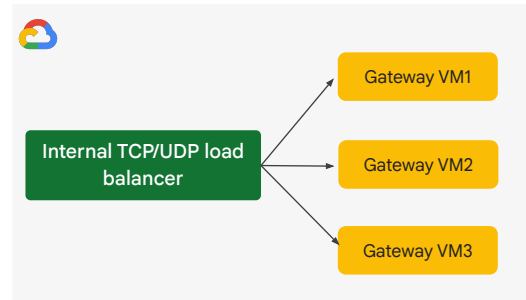 Gateway VM1
Internal TCP/UDP load
balancer
Gateway VM2
Gateway VM3